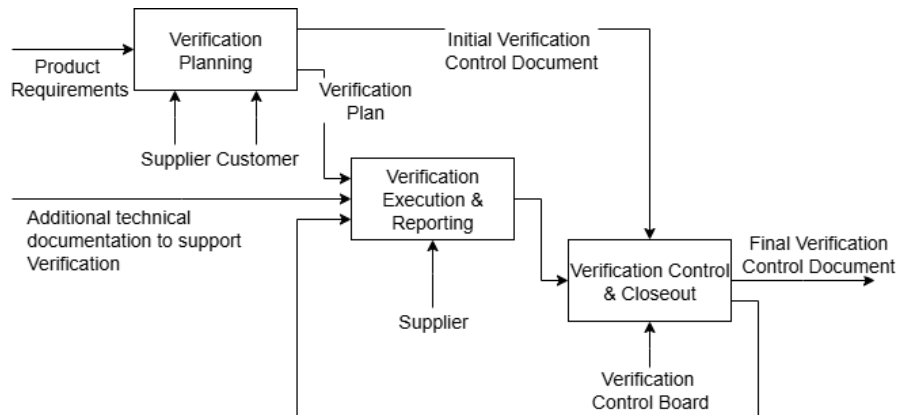 Verification
Planning
Initial Verification
Control Document
Product
Requirements
Verification
Plan
Supplier Customer
Verification
Execution &
Reporting
Additional technical
documentation to support
Verification
Final Verification
Control Document
Verification Control
& Closeout
Supplier
Verification
Control Board